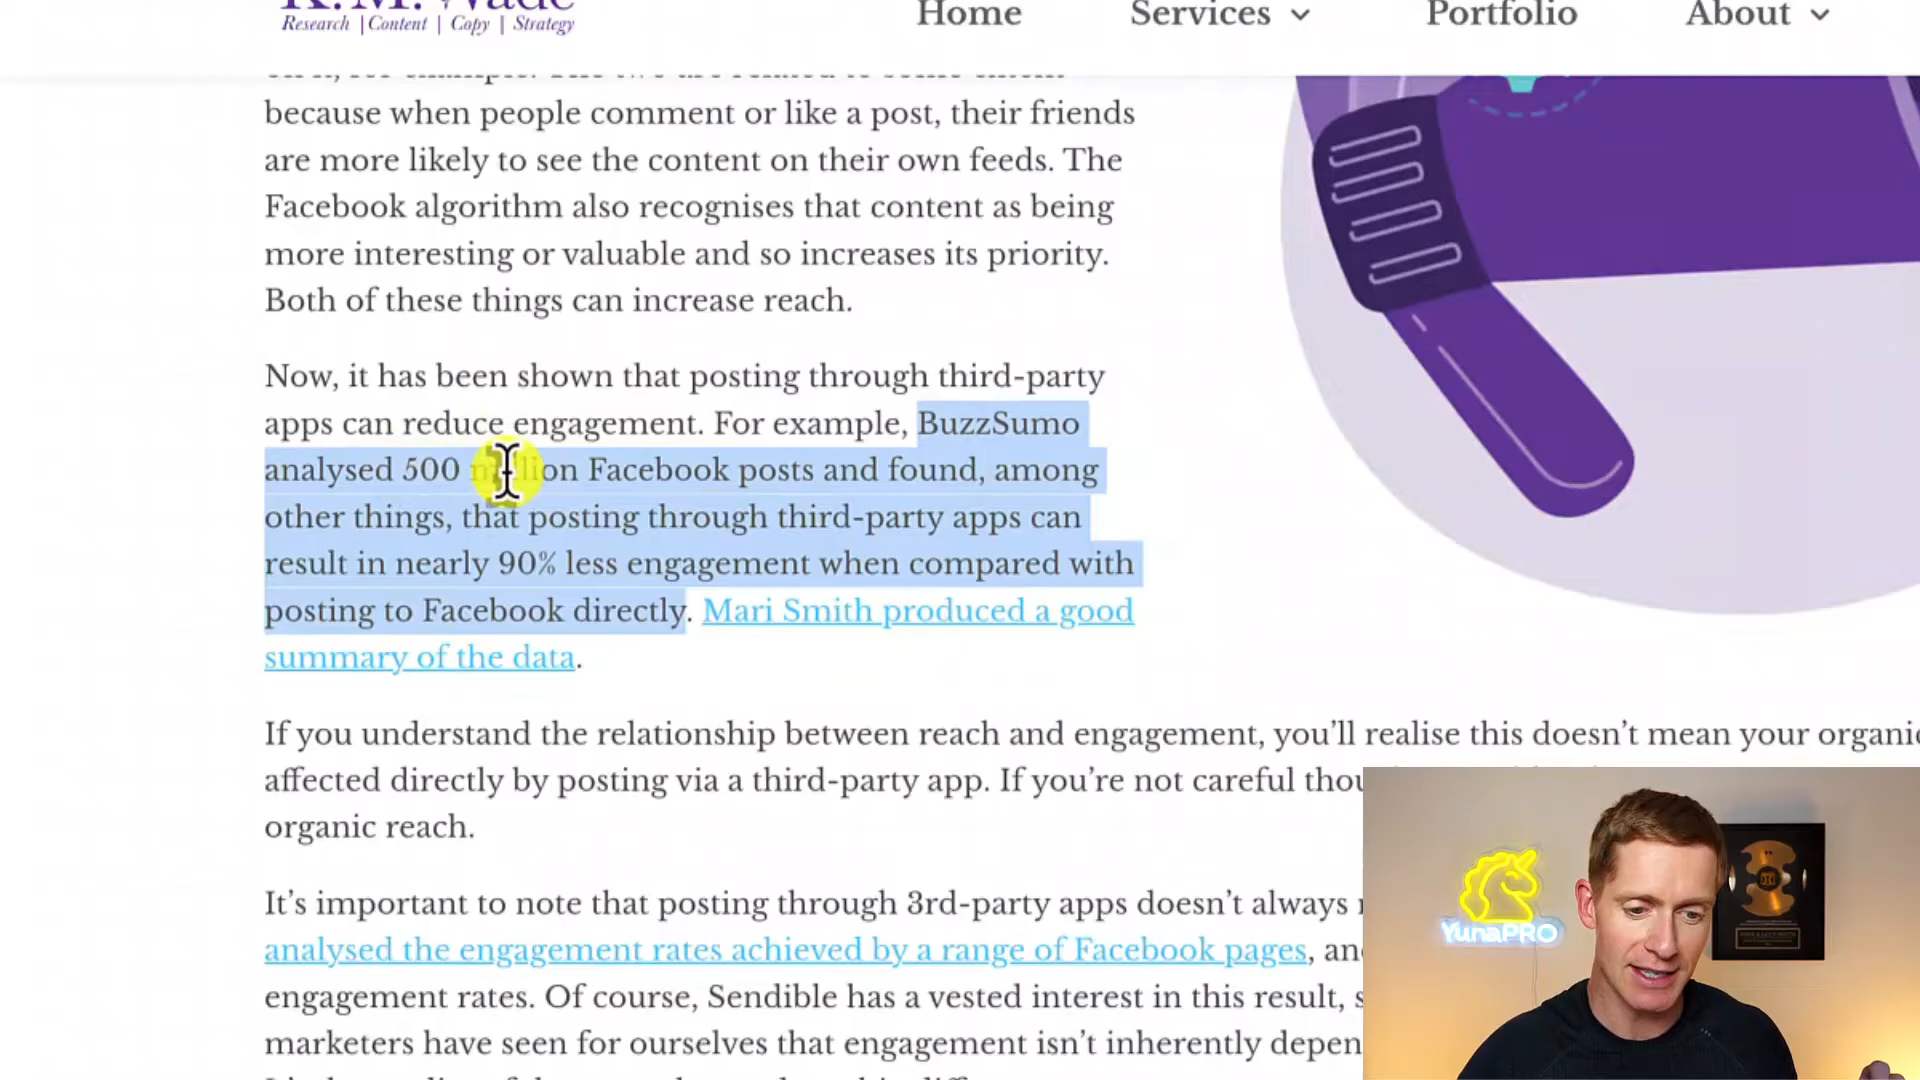 Research | Content | Copy | Strategy
Home
Services
Portfolio
About
because when people comment or like a post, their friends
are more likely to see the content on their own feeds. The
Facebook algorithm also recognises that content as being
more interesting or valuable and so increases its priority.
Both of these things can increase reach.
Now, it has been shown that posting through third-party
apps can reduce engagement. For example, BuzzSumo
analysed 500 million Facebook posts and found, among
other things, that posting through third-party apps can
result in nearly 90% less engagement when compared with
posting to Facebook directly. Mari Smith produced a good
summary of the data.
If you understand the relationship between reach and engagement, you’ll realise this doesn’t mean your organic
affected directly by posting via a third-party app. If you’re not careful
organic reach.
It’s important to note that posting through 3rd-party apps doesn’t always
analysed the engagement rates achieved by a range of Facebook pages,
engagement rates. Of course, Sendible has a vested interest in this result,
marketers have seen for ourselves that engagement isn’t inherently
YunaPRO